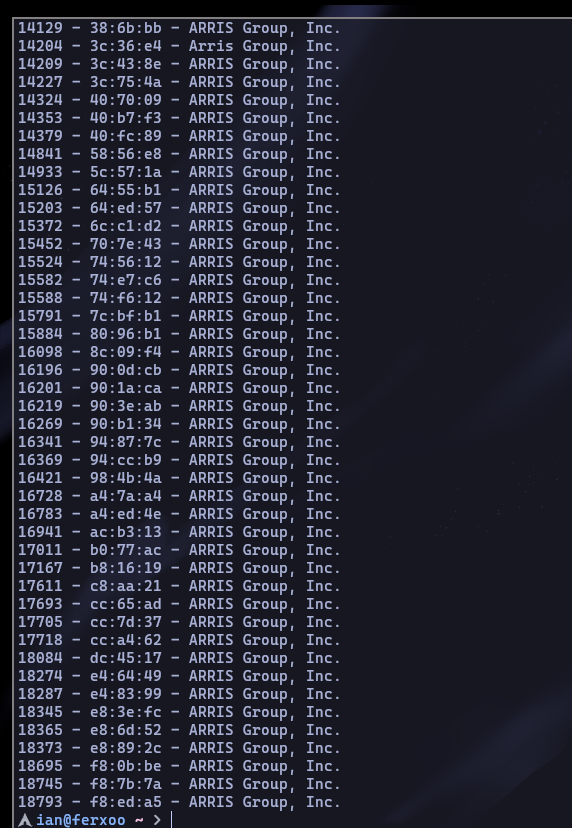 14129 - 38:6b:bb - ARRIS Group, Inc.
14204 - 3c:36:e4 - Arris Group, Inc.
14209 - 3c:43:8e - ARRIS Group, Inc.
14227 - 3c:75:4a - ARRIS Group, Inc.
14324 - 40:70:09 - ARRIS Group, Inc.
14353 - 40:b7:f3 - ARRIS Group, Inc.
14379 - 40:fc:89 - ARRIS Group, Inc.
14841 - 58:56:e8 - ARRIS Group, Inc.
14933 - 5c:57:1a - ARRIS Group, Inc.
15126 - 64:55:b1 - ARRIS Group, Inc.
15203 - 64:ed:57 - ARRIS Group, Inc.
15372 - 6c:c1:d2 - ARRIS Group, Inc.
15452 - 70:7e:43 - ARRIS Group, Inc.
15524 - 74:56:12 - ARRIS Group, Inc.
15582 - 74:e7:c6 - ARRIS Group, Inc.
15588 - 74:f6:12 - ARRIS Group, Inc.
15791 - 7c:bf:b1 - ARRIS Group, Inc.
15884 - 80:96:b1 - ARRIS Group, Inc.
16098 - 8c:09:f4 - ARRIS Group, Inc.
16196 - 90:0d:cb - ARRIS Group, Inc.
16201 - 90:1a:ca - ARRIS Group, Inc.
16219 - 90:3e:ab - ARRIS Group, Inc.
16269 - 90:b1:34 - ARRIS Group, Inc.
16341 - 94:87:7c - ARRIS Group, Inc.
16369 - 94:cc:b9 - ARRIS Group, Inc.
16421 - 98:4b:4a - ARRIS Group, Inc.
16728 - a4:7a:a4 - ARRIS Group, Inc.
16783 - a4:ed:4e - ARRIS Group, Inc.
16941 - ac:b3:13 - ARRIS Group, Inc.
17011 - b0:77:ac - ARRIS Group, Inc.
17167 - b8:16:19 - ARRIS Group, Inc.
17611 - c8:aa:21 - ARRIS Group, Inc.
17693 - cc:65:ad - ARRIS Group, Inc.
17705 - cc:7d:37 - ARRIS Group, Inc.
17718 - cc:a4:62 - ARRIS Group, Inc.
18084 - dc:45:17 - ARRIS Group, Inc.
18274 - e4:64:49 - ARRIS Group, Inc.
18287 - e4:83:99 - ARRIS Group, Inc.
18345 - e8:3e:fc - ARRIS Group, Inc.
18365 - e8:6d:52 - ARRIS Group, Inc.
18373 - e8:89:2c - ARRIS Group, Inc.
18695 - f8:0b:be - ARRIS Group, Inc.
18745 - f8:7b:7a - ARRIS Group, Inc.
18793 - f8:ed:a5 - ARRIS Group, Inc.
ian@ferxoo ~ >